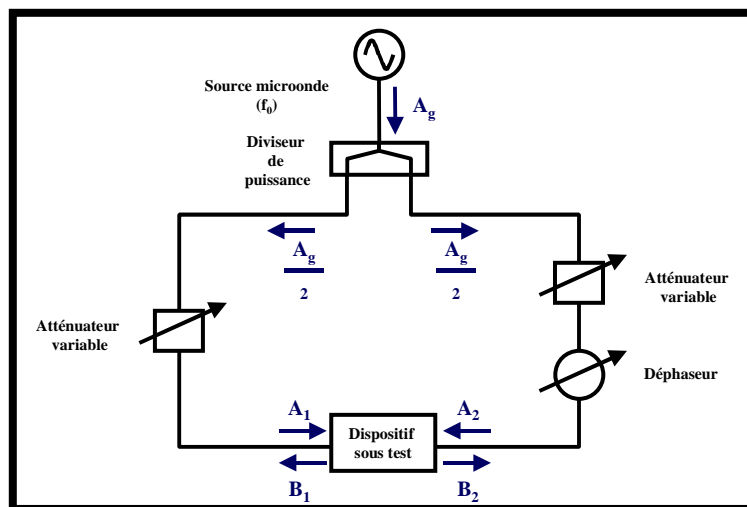 Source microonde
(f0)
Ag
Diviseur
de
puissance
Ag
2
Ag
2
Atténuateur
variable
Atténuateur
variable
Déphaseur
A1
A2
Dispositif
sous test
B1
B2